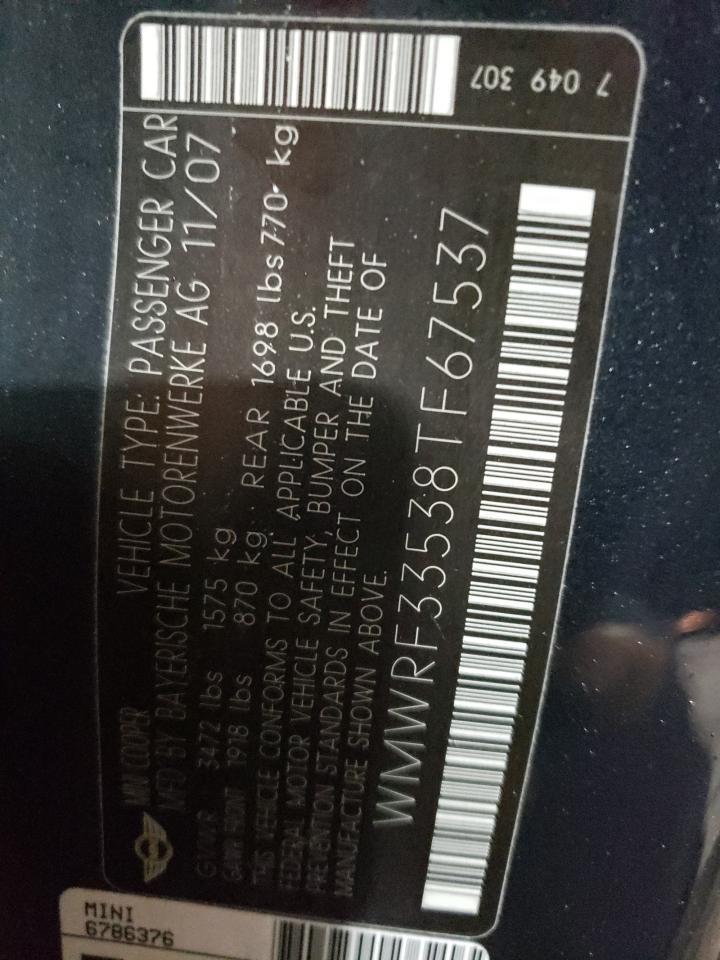 MINI COOPER VEHICLE TYPE: PASSENGER CAR
MFD BY BAYERISCHE MOTORENWERKE AG 11/07
GVWR 3472 lbs 1575 kg
GAWR FRONT 1918 lbs 870 kg REAR 1698 lbs 770 kg
THIS VEHICLE CONFORMS TO ALL APPLICABLE U.S.
FEDERAL MOTOR VEHICLE SAFETY, BUMPER AND THEFT
PREVENTION STANDARDS IN EFFECT ON THE DATE OF
MANUFACTURE SHOWN ABOVE.
WMWRF33538TF67537
7 049 307
MINI
6786376